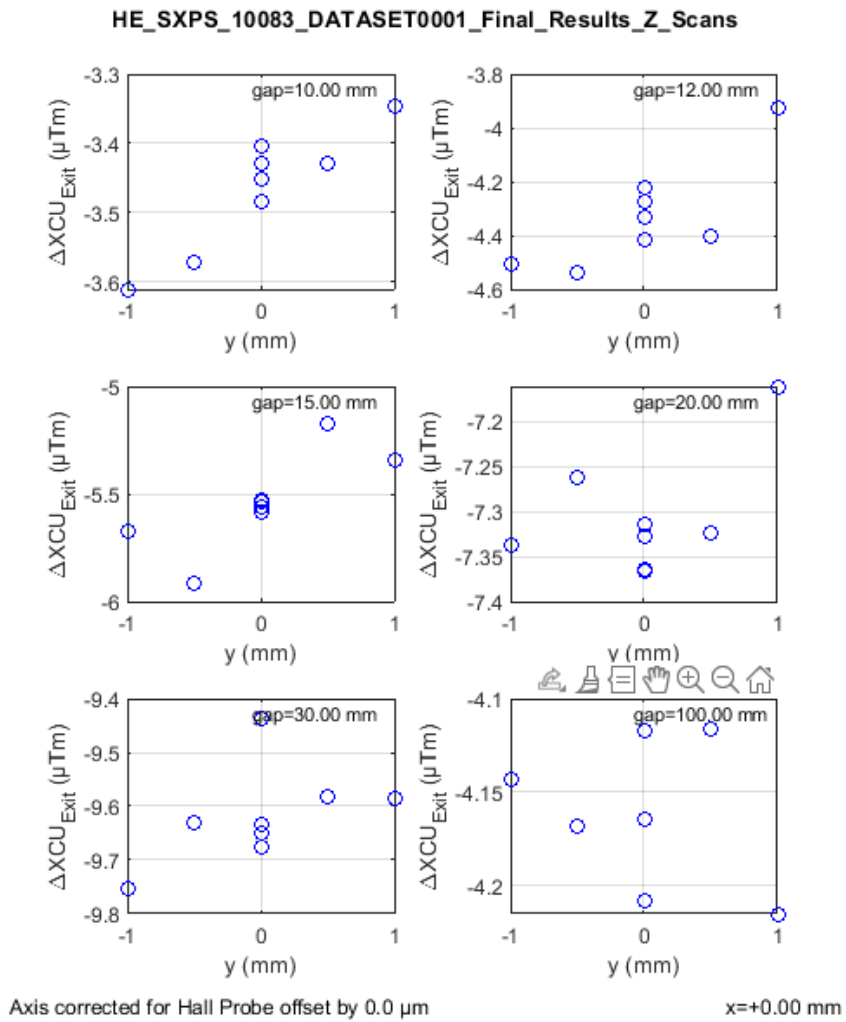 HE_SXPS_10083_DATASET0001_Final_Results_Z_Scans
gap=10.00 mm
ΔXCU_Exit (µTm)
-3.3
-3.4
-3.5
-3.6
-1 0 1
y (mm)
gap=12.00 mm
ΔXCU_Exit (µTm)
-3.8
-4
-4.2
-4.4
-4.6
-1 0 1
y (mm)
gap=15.00 mm
ΔXCU_Exit (µTm)
-5
-5.5
-6
-1 0 1
y (mm)
gap=20.00 mm
ΔXCU_Exit (µTm)
-7.2
-7.25
-7.3
-7.35
-7.4
-1 0 1
y (mm)
gap=30.00 mm
ΔXCU_Exit (µTm)
-9.4
-9.5
-9.6
-9.7
-9.8
-1 0 1
y (mm)
gap=100.00 mm
ΔXCU_Exit (µTm)
-4.1
-4.15
-4.2
-1 0 1
y (mm)
Axis corrected for Hall Probe offset by 0.0 µm
x=+0.00 mm